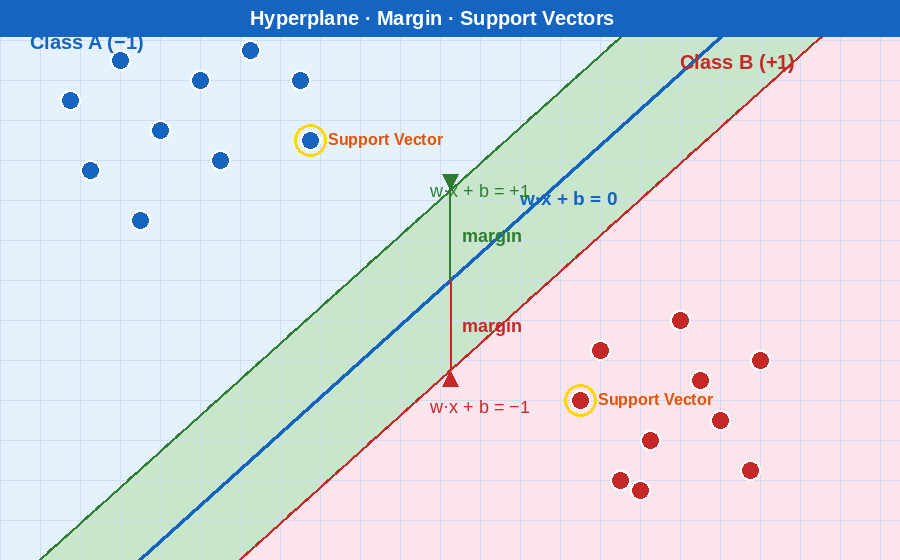 Hyperplane · Margin · Support Vectors
Class A (−1)
Class B (+1)
Support Vector
w·x + b = +1
w·x + b = 0
margin
margin
w·x + b = −1
Support Vector